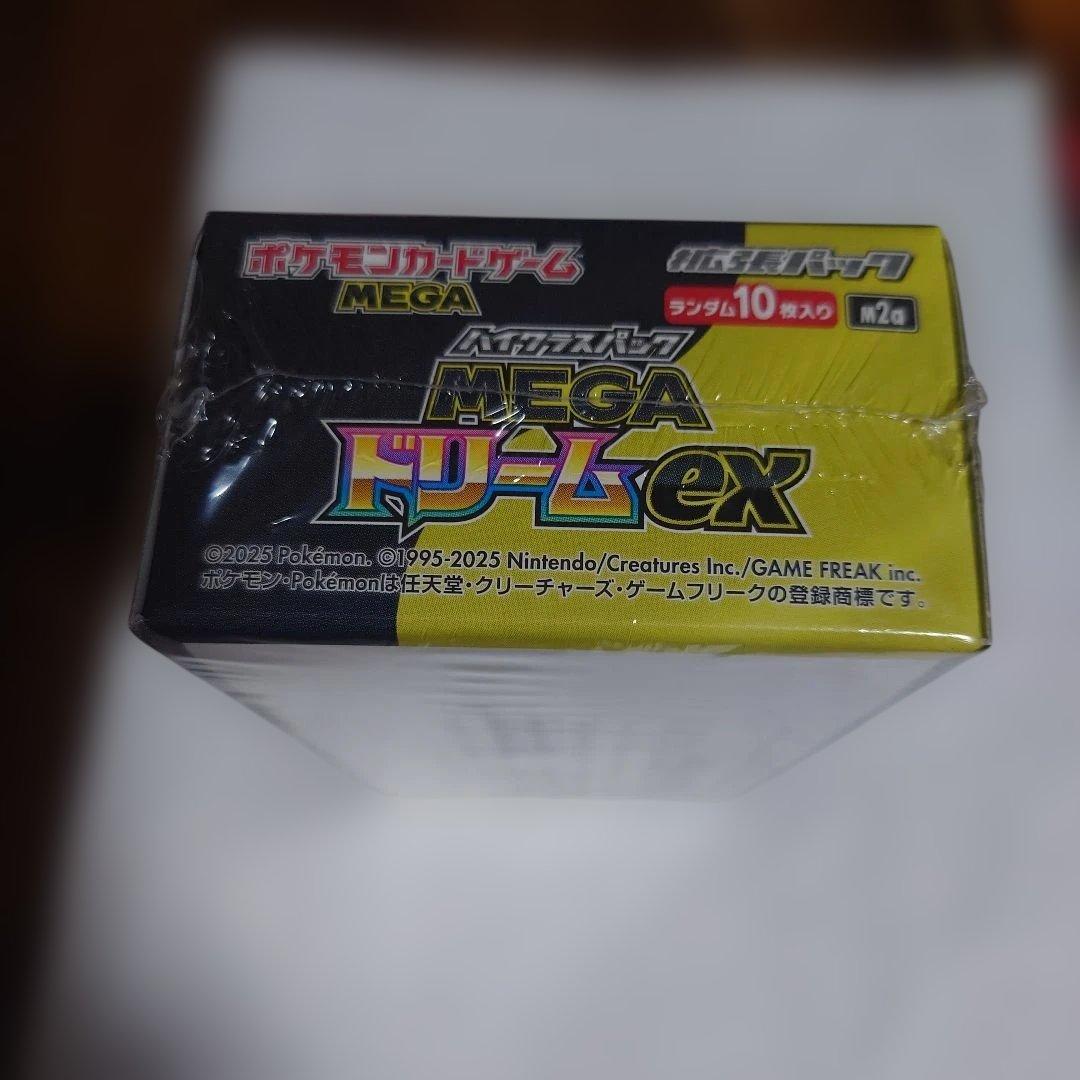 ポケモンカードゲーム
MEGA
拡張パック
ランダム10枚入り M2a
ハイクラスパック
MEGA
ドリームex
©2025 Pokémon. ©1995-2025 Nintendo/Creatures Inc./GAME FREAK inc.
ポケモン・Pokémonは任天堂・クリーチャーズ・ゲームフリークの登録商標です。